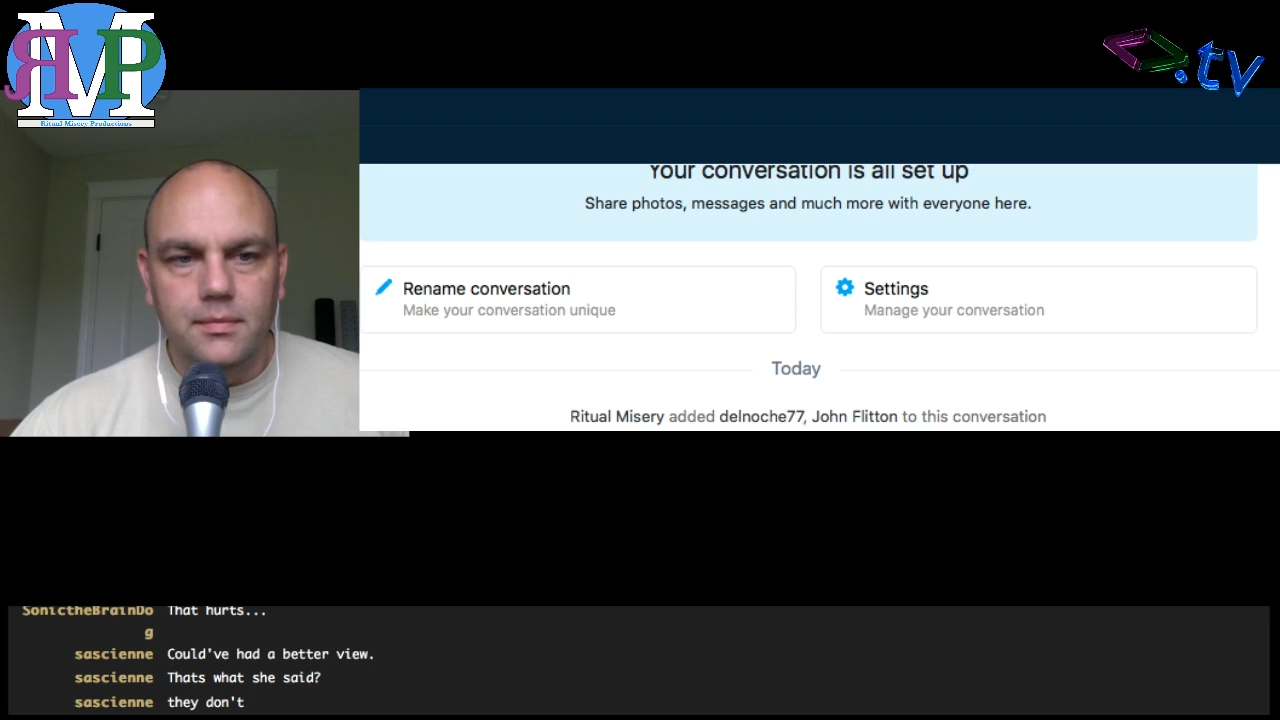 RMP
Ritual Misery Productions
.tv
Your conversation is all set up
Share photos, messages and much more with everyone here.
Rename conversation
Make your conversation unique
Settings
Manage your conversation
Today
Ritual Misery added delnoche77, John Flitton to this conversation
SonictheBrainDo That hurts...
g
sascienne Could've had a better view.
sascienne Thats what she said?
sascienne they don't